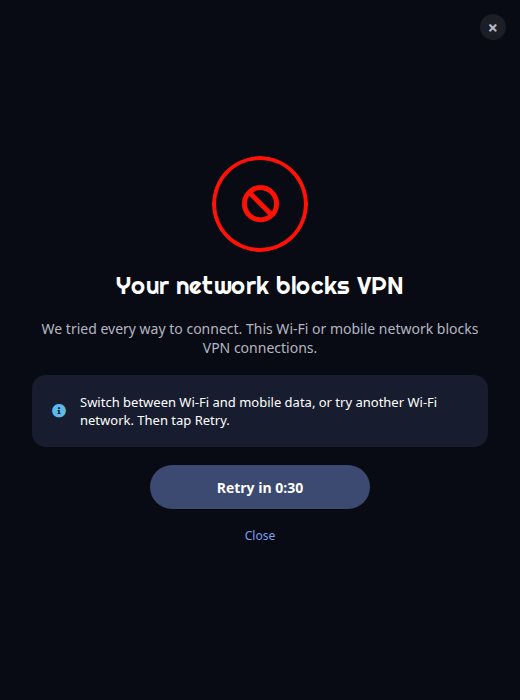 Your network blocks VPN
We tried every way to connect. This Wi-Fi or mobile network blocks
VPN connections.
Switch between Wi-Fi and mobile data, or try another Wi-Fi
network. Then tap Retry.
Retry in 0:30
Close